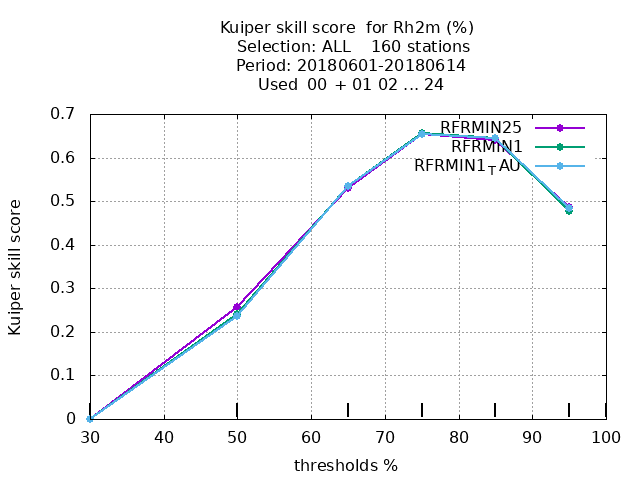 Kuiper skill score  for Rh2m (%)
Selection: ALL    160 stations
Period: 20180601-20180614
Used  00 + 01 02 ... 24
0.7
0.6
0.5
0.4
0.3
0.2
0.1
0
Kuiper skill score
RFRMIN25
RFRMIN1
RFRMIN1TAU
30 40 50 60 70 80 90 100
thresholds %